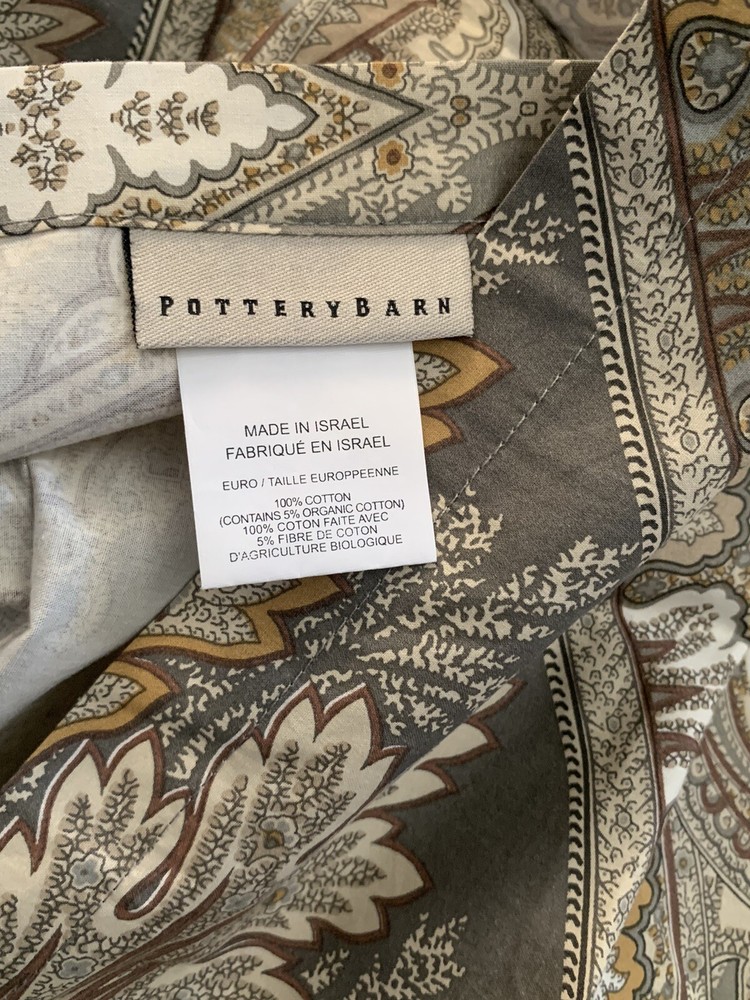 POTTERYBARN
MADE IN ISRAEL
FABRIQUÉ EN ISRAEL
EURO / TAILLE EUROPPEENNE
100% COTTON
(CONTAINS 5% ORGANIC COTTON)
100% COTON FAITE AVEC
5% FIBRE DE COTON
D'AGRICULTURE BIOLOGIQUE